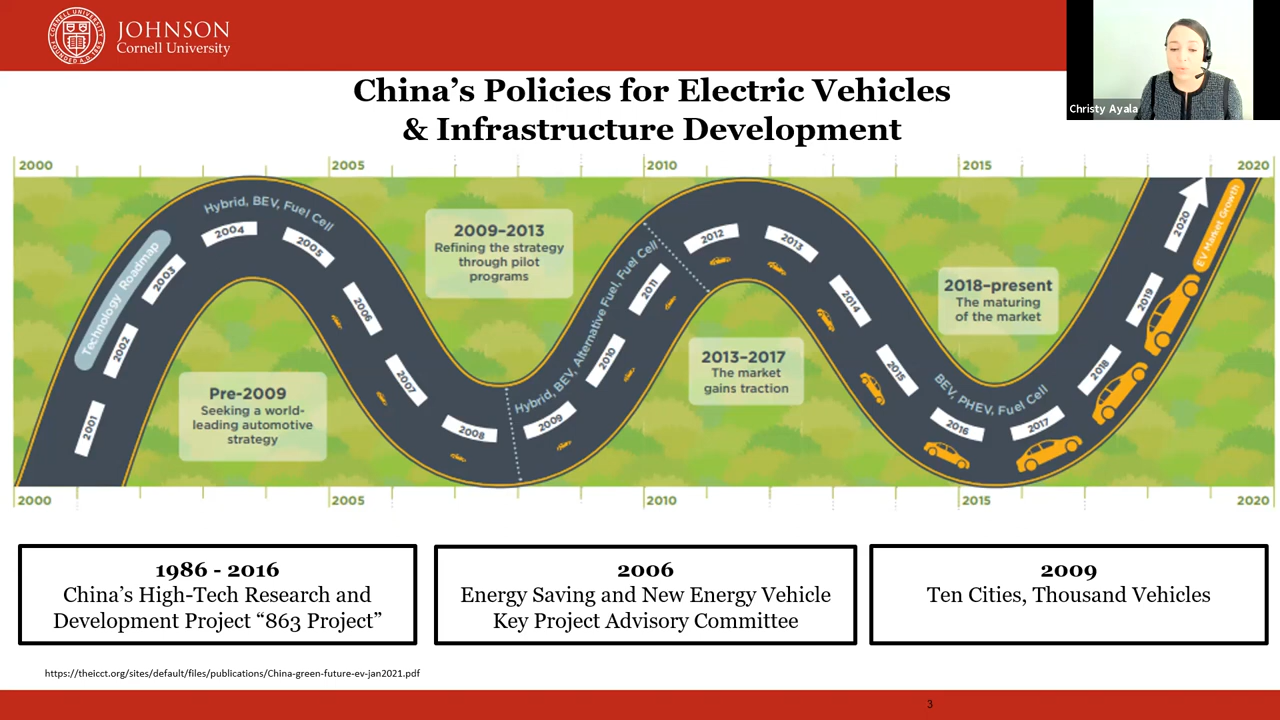 JOHNSON
Cornell University
Christy Ayala
China’s Policies for Electric Vehicles
& Infrastructure Development
2000
2005
2010
2015
2020
Technology Roadmap
Hybrid, BEV, Fuel Cell
2001
2002
2003
2004
2005
2006
2007
2008
Pre-2009
Seeking a world-
leading automotive
strategy
2009–2013
Refining the strategy
through pilot
programs
Hybrid, BEV, Alternative Fuel, Fuel Cell
2009
2010
2011
2012
2013
2014
2015
2016
2017
2018
2019
2020
2013–2017
The market
gains traction
BEV, PHEV, Fuel Cell
2018–present
The maturing
of the market
EV Market Growth
2000
2005
2010
2015
2020
1986 - 2016
China’s High-Tech Research and
Development Project “863 Project”
2006
Energy Saving and New Energy Vehicle
Key Project Advisory Committee
2009
Ten Cities, Thousand Vehicles
https://theicct.org/sites/default/files/publications/China-green-future-ev-jan2021.pdf
3